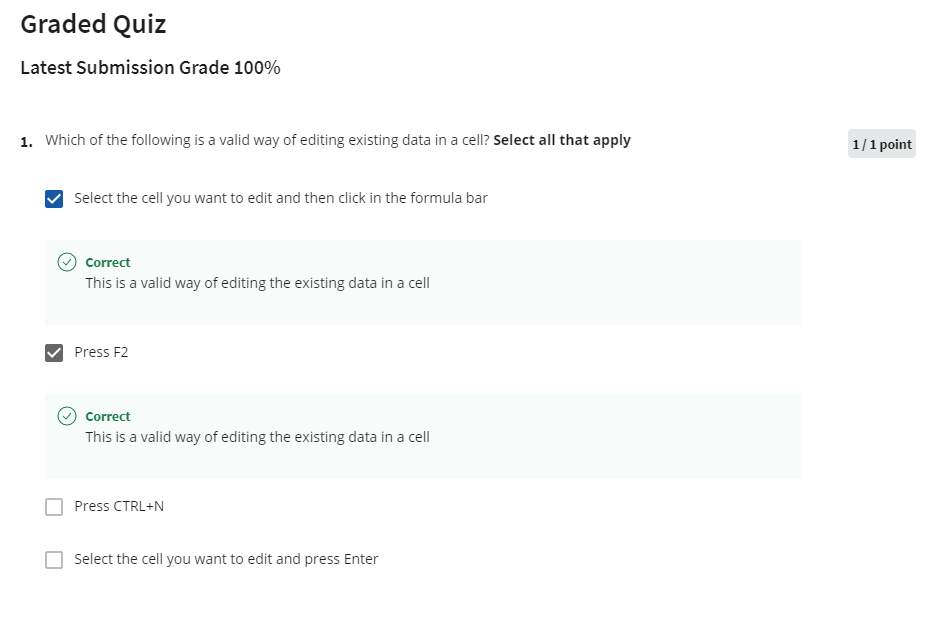 Graded Quiz
Latest Submission Grade 100%
1. Which of the following is a valid way of editing existing data in a cell? Select all that apply
1 / 1 point
Select the cell you want to edit and then click in the formula bar
Correct
This is a valid way of editing the existing data in a cell
Press F2
Correct
This is a valid way of editing the existing data in a cell
Press CTRL+N
Select the cell you want to edit and press Enter